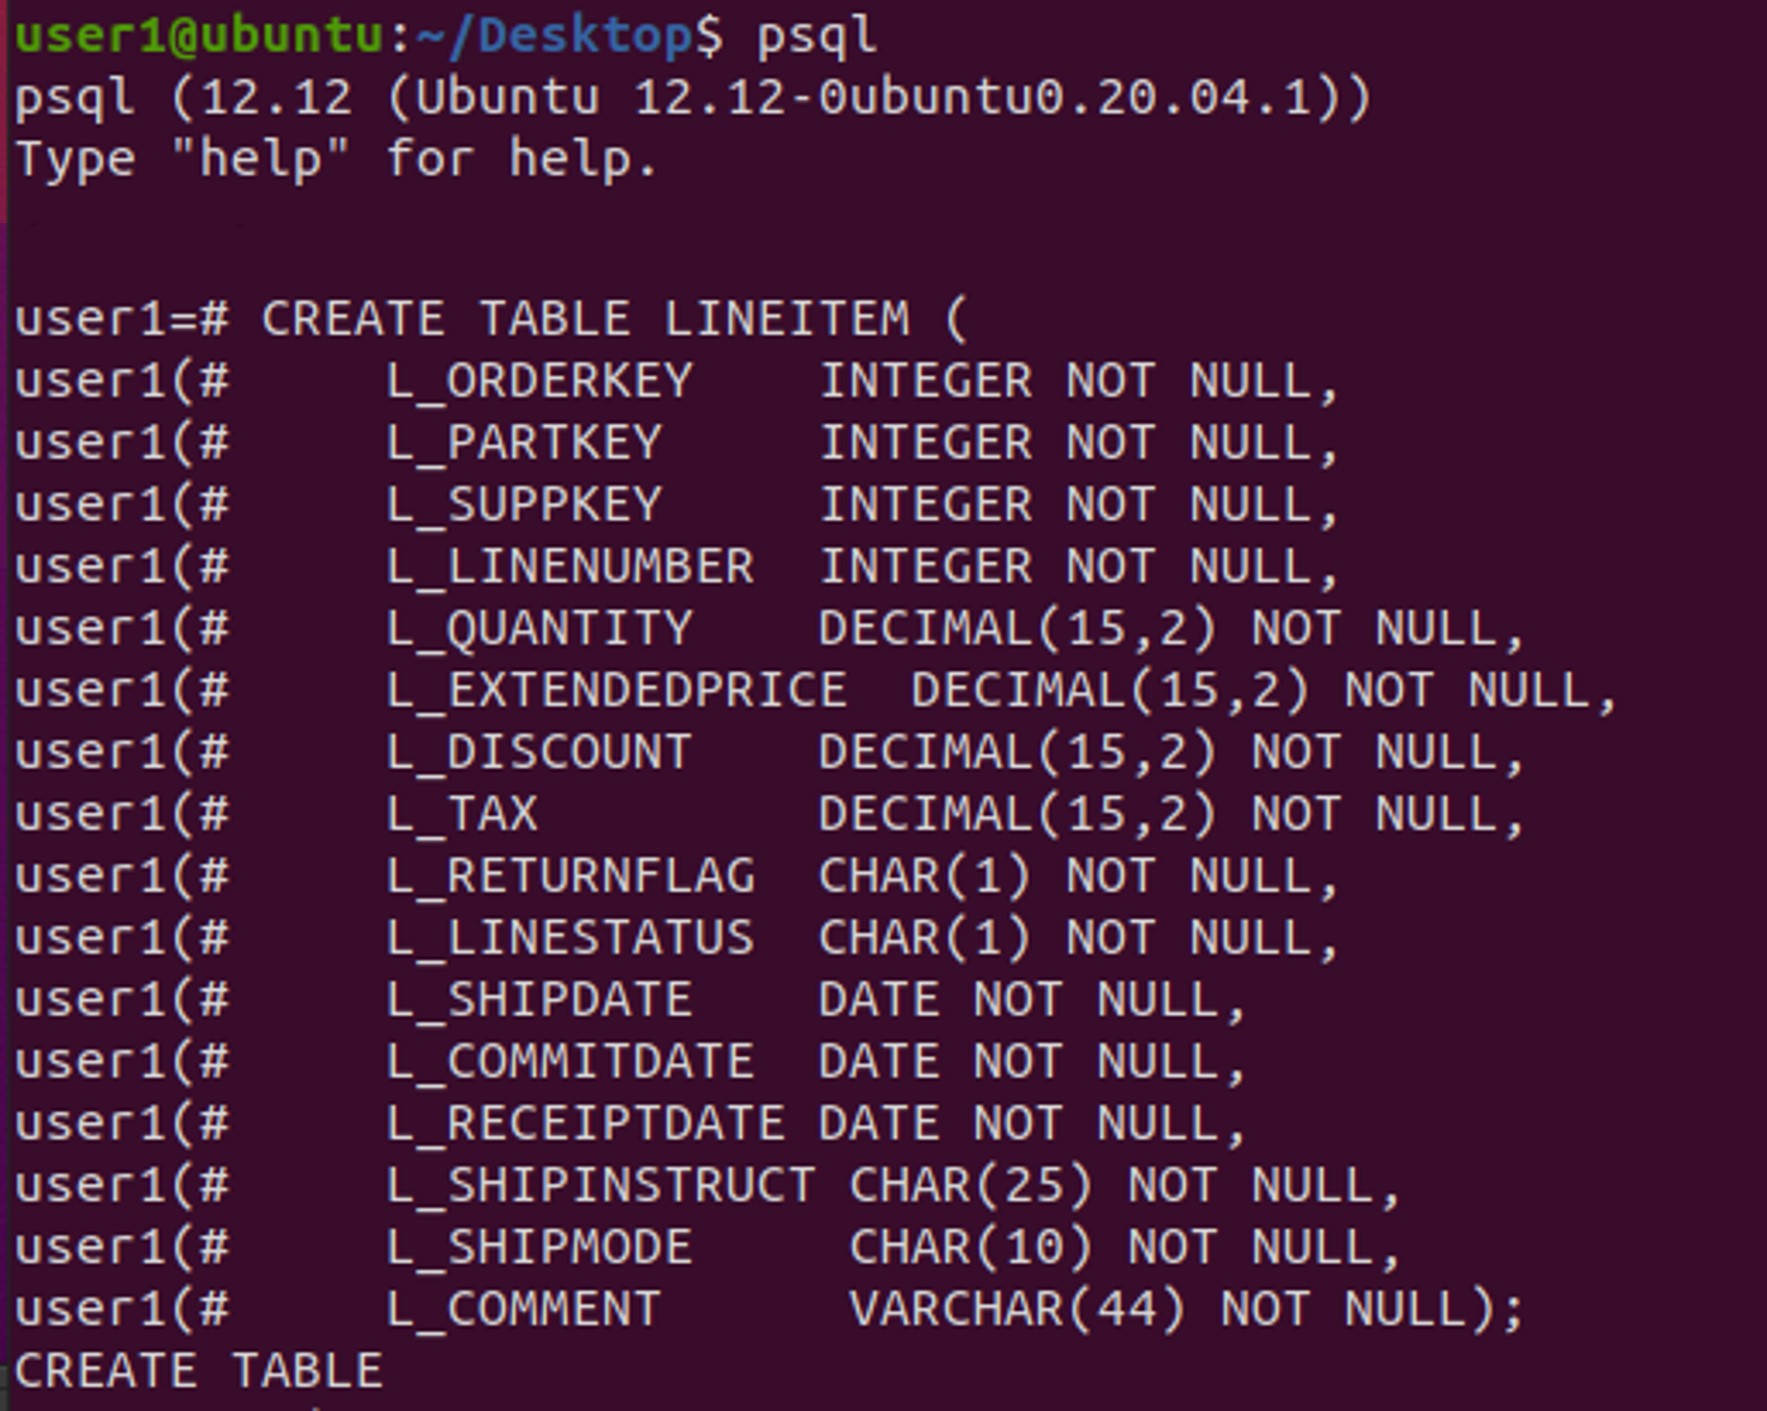 user1@ubuntu:~/Desktop$ psql
psql (12.12 (Ubuntu 12.12-0ubuntu0.20.04.1))
Type "help" for help.
user1=# CREATE TABLE LINEITEM (
user1(#     L_ORDERKEY    INTEGER NOT NULL,
user1(#     L_PARTKEY     INTEGER NOT NULL,
user1(#     L_SUPPKEY     INTEGER NOT NULL,
user1(#     L_LINENUMBER  INTEGER NOT NULL,
user1(#     L_QUANTITY    DECIMAL(15,2) NOT NULL,
user1(#     L_EXTENDEDPRICE  DECIMAL(15,2) NOT NULL,
user1(#     L_DISCOUNT    DECIMAL(15,2) NOT NULL,
user1(#     L_TAX         DECIMAL(15,2) NOT NULL,
user1(#     L_RETURNFLAG  CHAR(1) NOT NULL,
user1(#     L_LINESTATUS  CHAR(1) NOT NULL,
user1(#     L_SHIPDATE    DATE NOT NULL,
user1(#     L_COMMITDATE  DATE NOT NULL,
user1(#     L_RECEIPTDATE DATE NOT NULL,
user1(#     L_SHIPINSTRUCT CHAR(25) NOT NULL,
user1(#     L_SHIPMODE     CHAR(10) NOT NULL,
user1(#     L_COMMENT      VARCHAR(44) NOT NULL);
CREATE TABLE